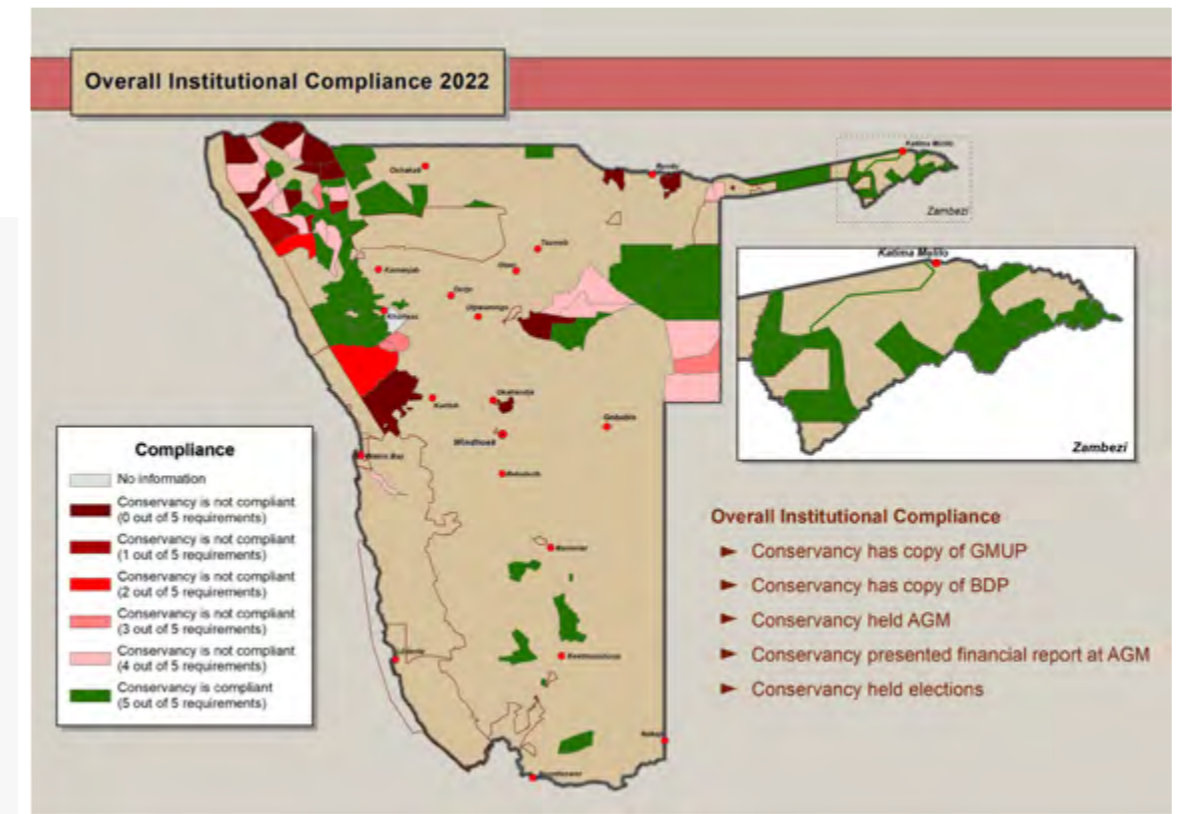 Overall Institutional Compliance 2022
Katima Mulilo
Oshakati
Zambezi
Tsumeb
Kamanjab
Outjo
Otjiwarongo
Khorixas
Okahandja
Karibib
Gobabis
Windhoek
Walvis Bay
Rehoboth
Mariental
Keetmanshoop
Katima Mulilo
Zambezi
Compliance
No information
Conservancy is not compliant
(0 out of 5 requirements)
Conservancy is not compliant
(1 out of 5 requirements)
Conservancy is not compliant
(2 out of 5 requirements)
Conservancy is not compliant
(3 out of 5 requirements)
Conservancy is not compliant
(4 out of 5 requirements)
Conservancy is compliant
(5 out of 5 requirements)
Overall Institutional Compliance
Conservancy has copy of GMUP
Conservancy has copy of BDP
Conservancy held AGM
Conservancy presented financial report at AGM
Conservancy held elections